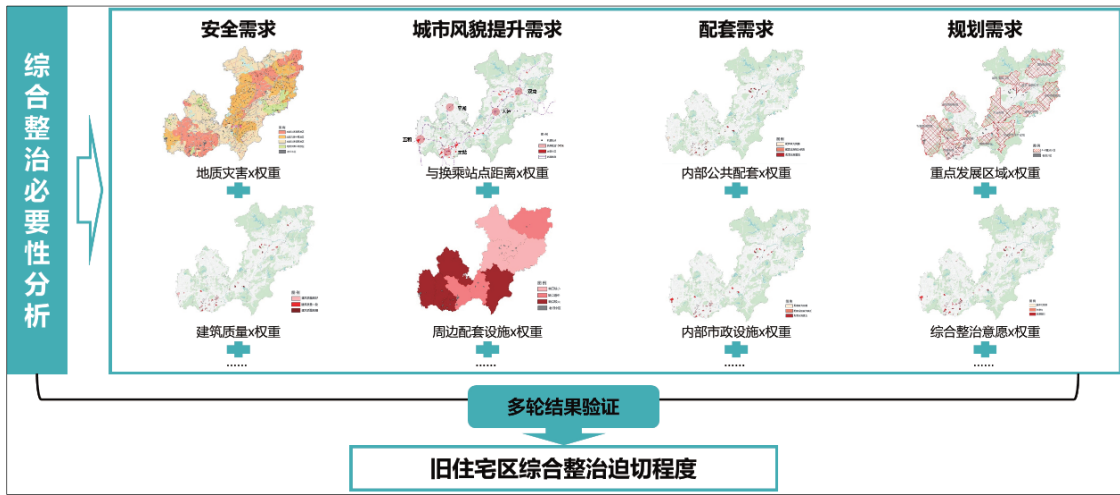 综合整治必要性分析
安全需求
城市风貌提升需求
配套需求
规划需求
地质灾害x权重
与换乘站点距离x权重
内部公共配套x权重
重点发展区域x权重
建筑质量x权重
周边配套设施x权重
内部市政设施x权重
综合整治意愿x权重
......
......
......
......
多轮结果验证
旧住宅区综合整治迫切程度